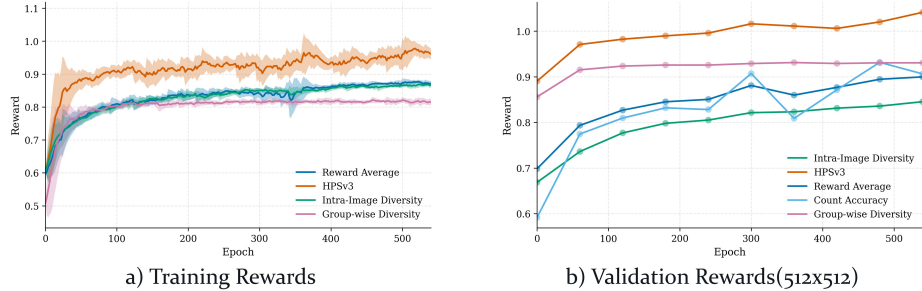 1.1
1.0
0.9
0.8
0.7
0.6
0.5
Reward
0 100 200 300 400 500
Epoch
Reward Average
HPSv3
Intra-Image Diversity
Group-wise Diversity
a) Training Rewards
1.0
0.9
0.8
0.7
0.6
Reward
0 100 200 300 400 500
Epoch
Intra-Image Diversity
HPSv3
Reward Average
Count Accuracy
Group-wise Diversity
b) Validation Rewards(512x512)